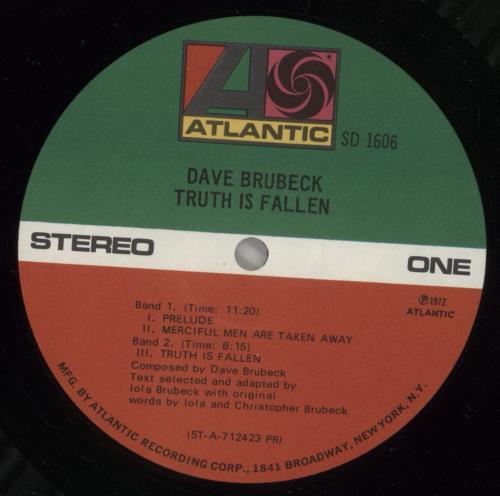 ATLANTIC
SD 1606
DAVE BRUBECK
TRUTH IS FALLEN
STEREO
ONE
Ⓟ1972
ATLANTIC
Band 1. (Time: 11:20)
I. PRELUDE
II. MERCIFUL MEN ARE TAKEN AWAY
Band 2. (Time: 8:15)
III. TRUTH IS FALLEN
Composed by Dave Brubeck
Text selected and adapted by
Iola Brubeck with original
words by Iola and Christopher Brubeck
(ST-A-712423 PR)
MFG. BY ATLANTIC RECORDING CORP., 1841 BROADWAY, NEW YORK, N.Y.